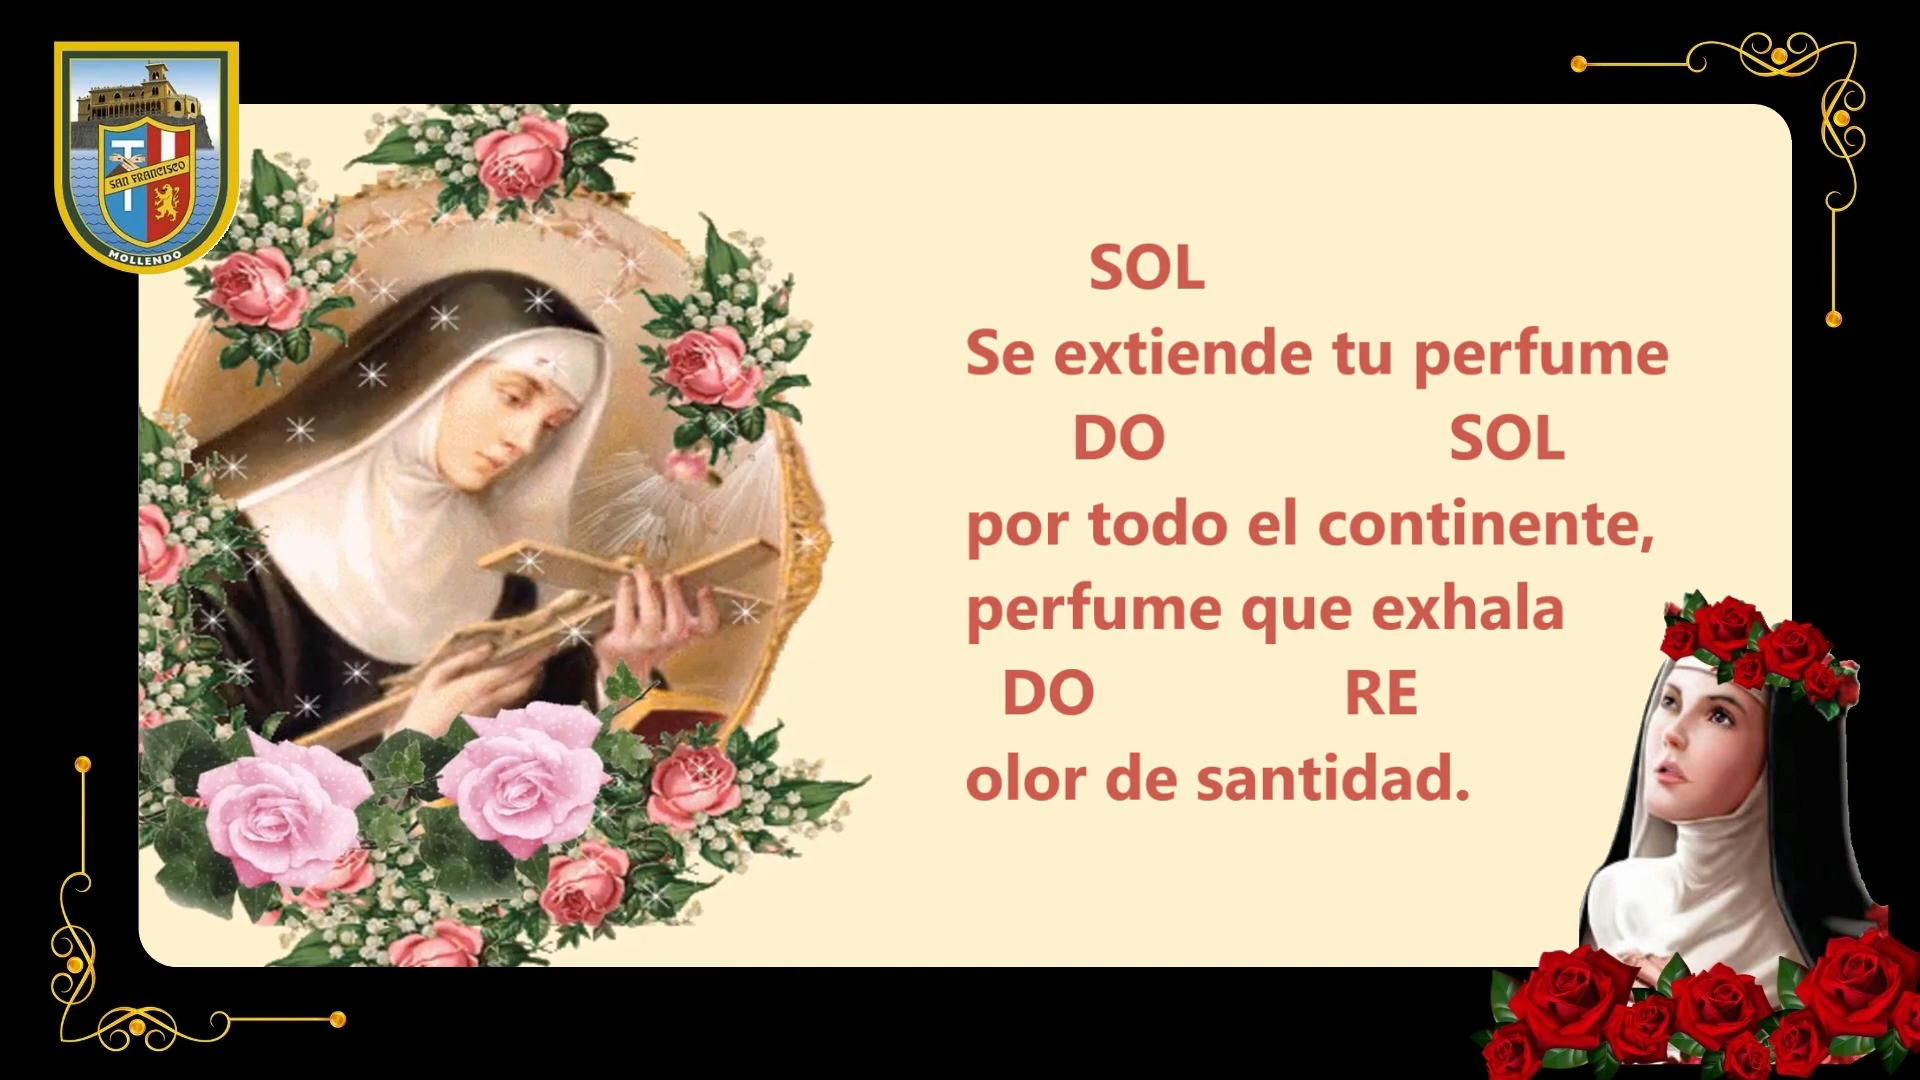 SAN FRANCISCO
MOLLENDO
SOL
Se extiende tu perfume
DO SOL
por todo el continente,
perfume que exhala
DO RE
olor de santidad.